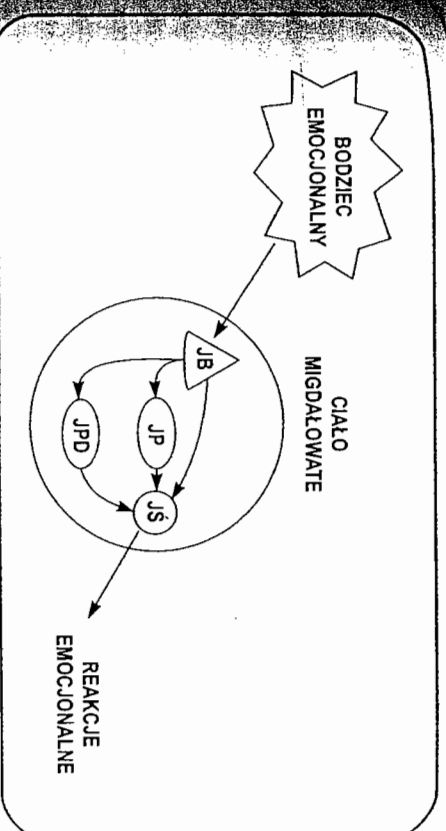 BODZIEC
EMOCJONALNY
CIAŁO
MIGDAŁOWATE
JB
JP
JPD
JŚ
REAKCJE
EMOCJONALNE